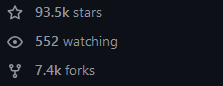 93.5k stars
552 watching
7.4k forks